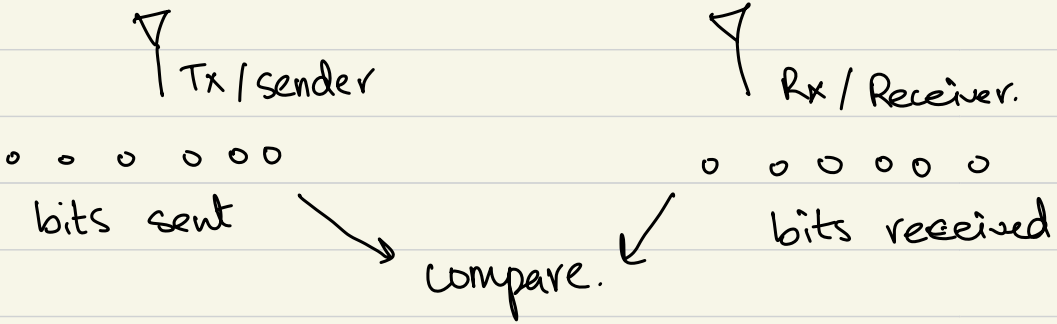 Tx / sender
Rx / Receiver.
o o o o o o
o o o o o o
bits sent
bits received
compare.